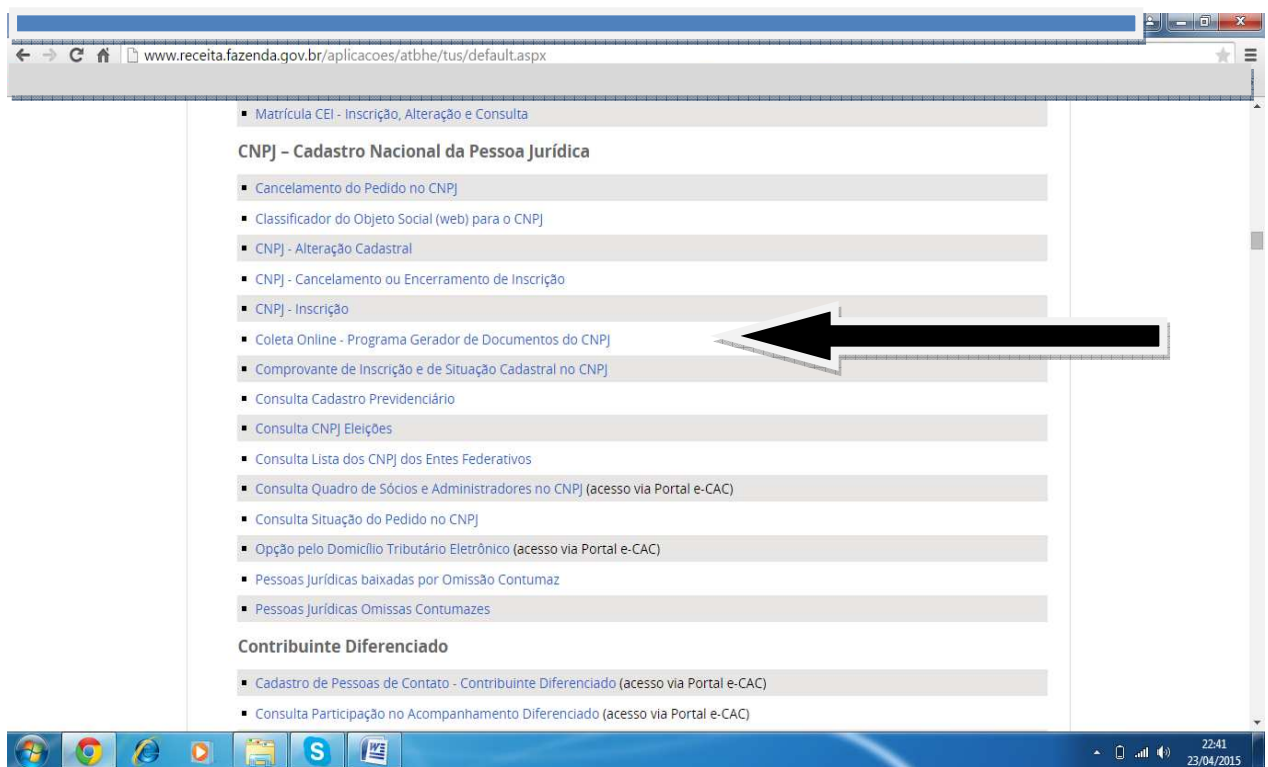 www.receita.fazenda.gov.br/aplicacoes/atbhe/tus/default.aspx
Matrícula CEI - Inscrição, Alteração e Consulta
CNPJ – Cadastro Nacional da Pessoa Jurídica
Cancelamento do Pedido no CNPJ
Classificador do Objeto Social (web) para o CNPJ
CNPJ - Alteração Cadastral
CNPJ - Cancelamento ou Encerramento de Inscrição
CNPJ - Inscrição
Coleta Online - Programa Gerador de Documentos do CNPJ
Comprovante de Inscrição e de Situação Cadastral no CNPJ
Consulta Cadastro Previdenciário
Consulta CNPJ Eleições
Consulta Lista dos CNPJ dos Entes Federativos
Consulta Quadro de Sócios e Administradores no CNPJ (acesso via Portal e-CAC)
Consulta Situação do Pedido no CNPJ
Opção pelo Domicílio Tributário Eletrônico (acesso via Portal e-CAC)
Pessoas Jurídicas baixadas por Omissão Contumaz
Pessoas Jurídicas Omissas Contumazes
Contribuinte Diferenciado
Cadastro de Pessoas de Contato - Contribuinte Diferenciado (acesso via Portal e-CAC)
Consulta Participação no Acompanhamento Diferenciado (acesso via Portal e-CAC)
22:41
23/04/2015